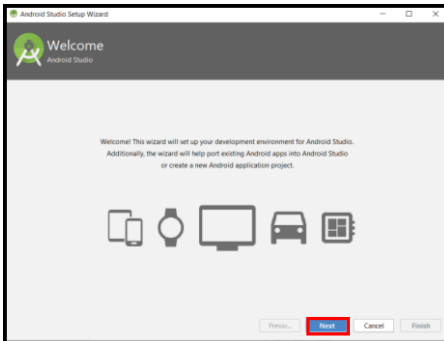 Android Studio Setup Wizard
Welcome
Android Studio
Welcome! This wizard will set up your development environment for Android Studio.
Additionally, the wizard will help port existing Android apps into Android Studio
or create a new Android application project.
Previo... Next Cancel Finish